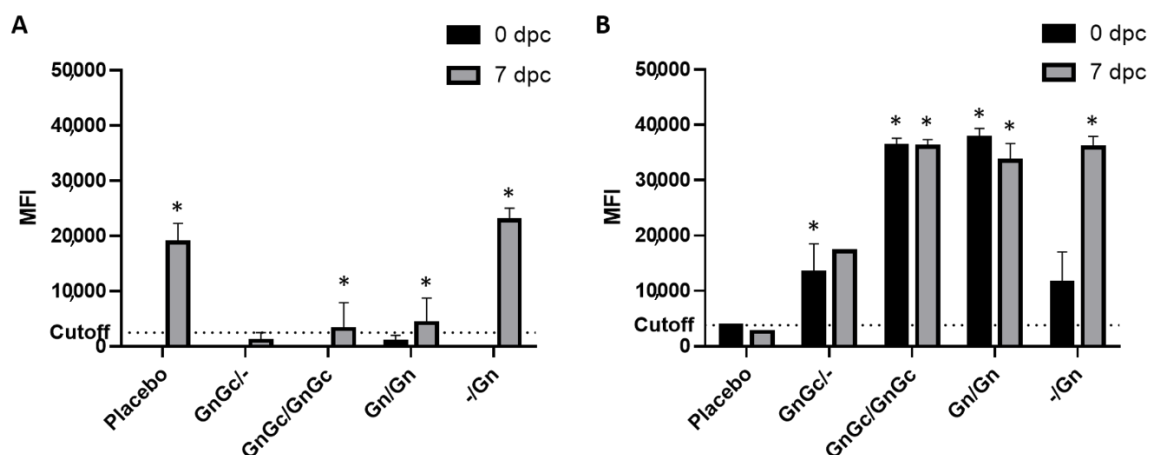 A
0 dpc
7 dpc
50,000
40,000
30,000
20,000
10,000
Cutoff
0
MFI
* * * *
Placebo
GnGc/-
GnGc/GnGc
Gn/Gn
-/Gn
B
0 dpc
7 dpc
50,000
40,000
30,000
20,000
10,000
Cutoff
0
MFI
* * * * * *
Placebo
GnGc/-
GnGc/GnGc
Gn/Gn
-/Gn